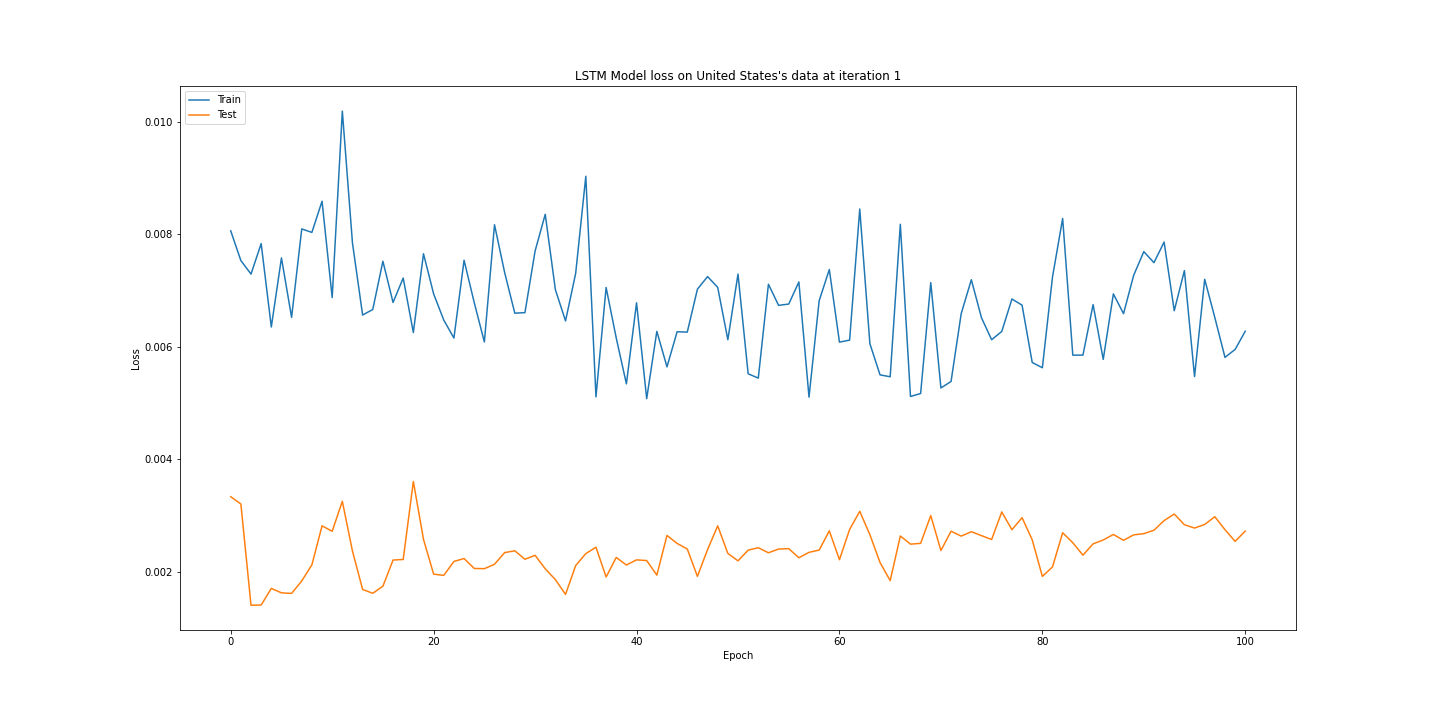 LSTM Model loss on United States's data at iteration 1
Train
Test
0.010
0.008
0.006
0.004
0.002
Loss
0 20 40 60 80 100
Epoch